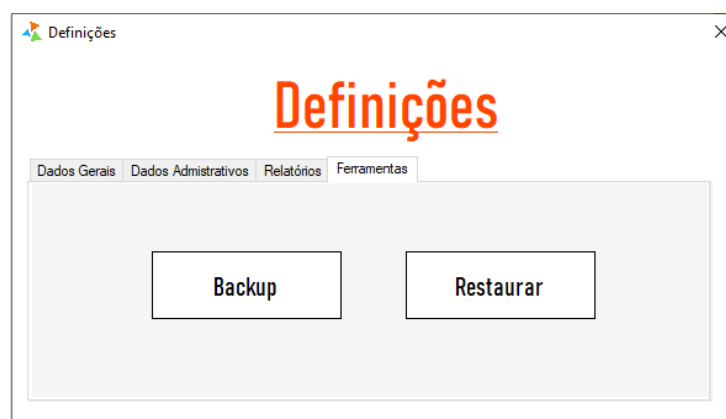 Definições
Definições
Dados Gerais Dados Admistrativos Relatórios Ferramentas
Backup Restaurar